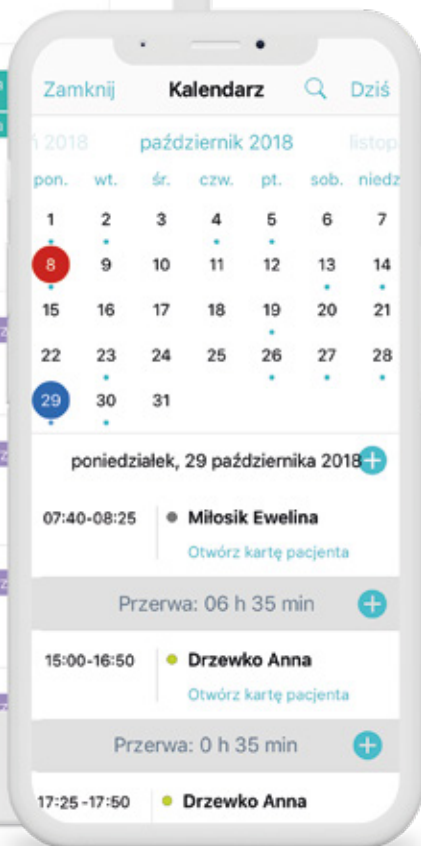 Zamknij Kalendarz Dziś
2018 październik 2018 listop
pon. wt. śr. czw. pt. sob. niedz
1 2 3 4 5 6 7
8 9 10 11 12 13 14
15 16 17 18 19 20 21
22 23 24 25 26 27 28
29 30 31
poniedziałek, 29 października 2018
07:40-08:25 Miłosik Ewelina
Otwórz kartę pacjenta
Przerwa: 06 h 35 min
15:00-16:50 Drzewko Anna
Otwórz kartę pacjenta
Przerwa: 0 h 35 min
17:25-17:50 Drzewko Anna